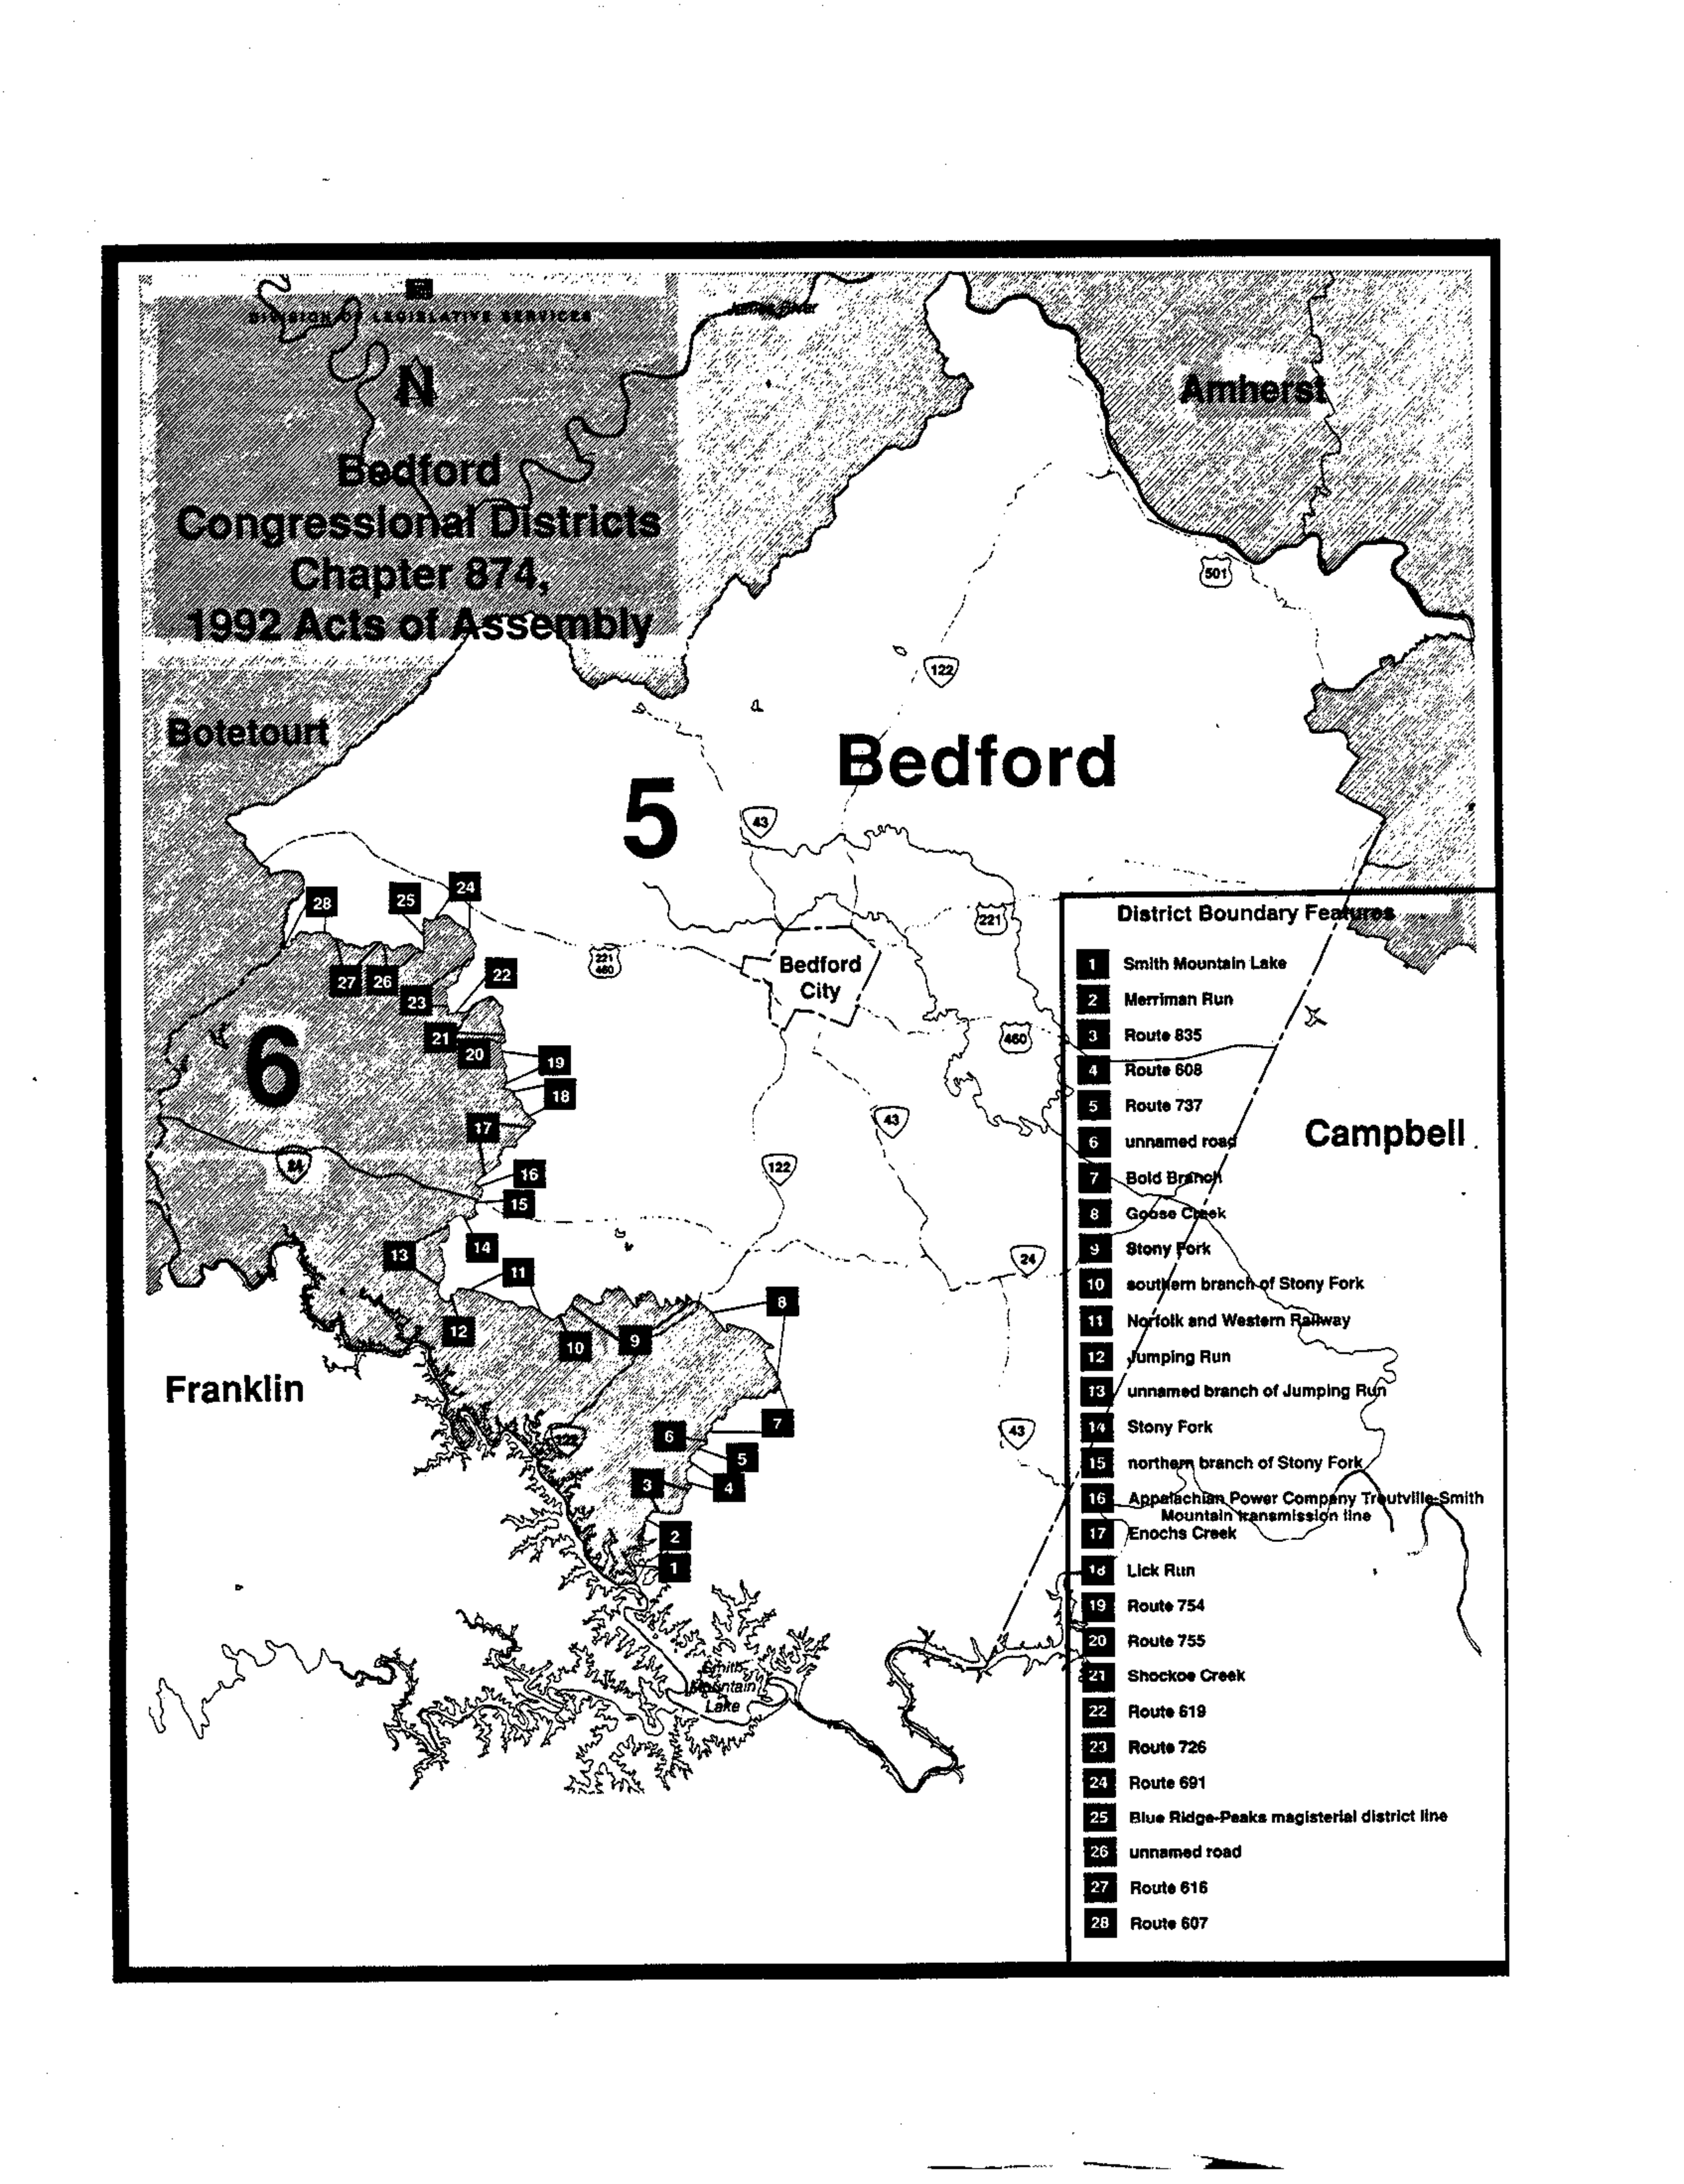 DIVISION OF LEGISLATIVE SERVICES
N
Bedford
Congressional Districts
Chapter 874,
1992 Acts of Assembly
James River
Amherst
501
122
Botetourt
Bedford
5
43
24
25
28
221
221
460
Bedford
City
27
26
22
23
21
20
6
19
18
460
17
43
Campbell
24
16
122
15
14
13
24
11
8
12
10
9
Franklin
7
122
6
43
5
3
4
2
1
Smith
Mountain
Lake
District Boundary Features
1 Smith Mountain Lake
2 Merriman Run
3 Route 835
4 Route 608
5 Route 737
6 unnamed road
7 Bold Branch
8 Goose Creek
9 Stony Fork
10 southern branch of Stony Fork
11 Norfolk and Western Railway
12 Jumping Run
13 unnamed branch of Jumping Run
14 Stony Fork
15 northern branch of Stony Fork
16 Appalachian Power Company Troutville-Smith
Mountain transmission line
17 Enochs Creek
18 Lick Run
19 Route 754
20 Route 755
21 Shockoe Creek
22 Route 619
23 Route 726
24 Route 691
25 Blue Ridge-Peaks magisterial district line
26 unnamed road
27 Route 616
28 Route 607